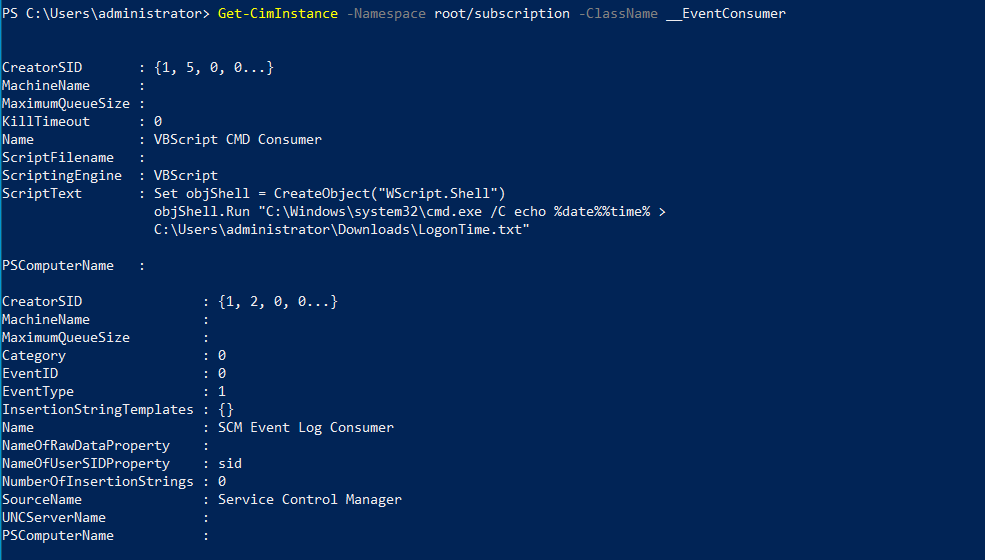 PS C:\Users\administrator> Get-CimInstance -Namespace root/subscription -ClassName __EventConsumer
CreatorSID : {1, 5, 0, 0...}
MachineName :
MaximumQueueSize :
KillTimeout : 0
Name : VBScript CMD Consumer
ScriptFilename :
ScriptingEngine : VBScript
ScriptText : Set objShell = CreateObject("WScript.Shell")
objShell.Run "C:\Windows\system32\cmd.exe /C echo %date%%time% >
C:\Users\administrator\Downloads\LogonTime.txt"
PSComputerName :
CreatorSID : {1, 2, 0, 0...}
MachineName :
MaximumQueueSize :
Category : 0
EventID : 0
EventType : 1
InsertionStringTemplates : {}
Name : SCM Event Log Consumer
NameOfRawDataProperty :
NameOfUserSIDProperty : sid
NumberOfInsertionStrings : 0
SourceName : Service Control Manager
UNCServerName :
PSComputerName :